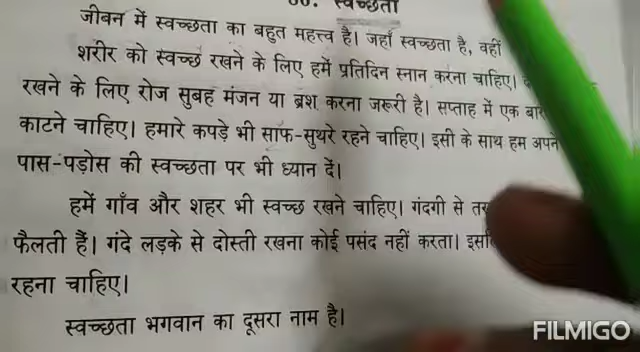 स्वच्छता
जीवन में स्वच्छता का बहुत महत्त्व है। जहाँ स्वच्छता है, वहीं
शरीर को स्वच्छ रखने के लिए हमें प्रतिदिन स्नान करना चाहिए।
रखने के लिए रोज सुबह मंजन या ब्रश करना जरूरी है। सप्ताह में एक बार
काटने चाहिए। हमारे कपड़े भी साफ-सुथरे रहने चाहिए। इसी के साथ हम अपने
पास-पड़ोस की स्वच्छता पर भी ध्यान दें।
हमें गाँव और शहर भी स्वच्छ रखने चाहिए। गंदगी से
फैलती हैं। गंदे लड़के से दोस्ती रखना कोई पसंद नहीं करता।
रहना चाहिए।
स्वच्छता भगवान का दूसरा नाम है।
FILMIGO